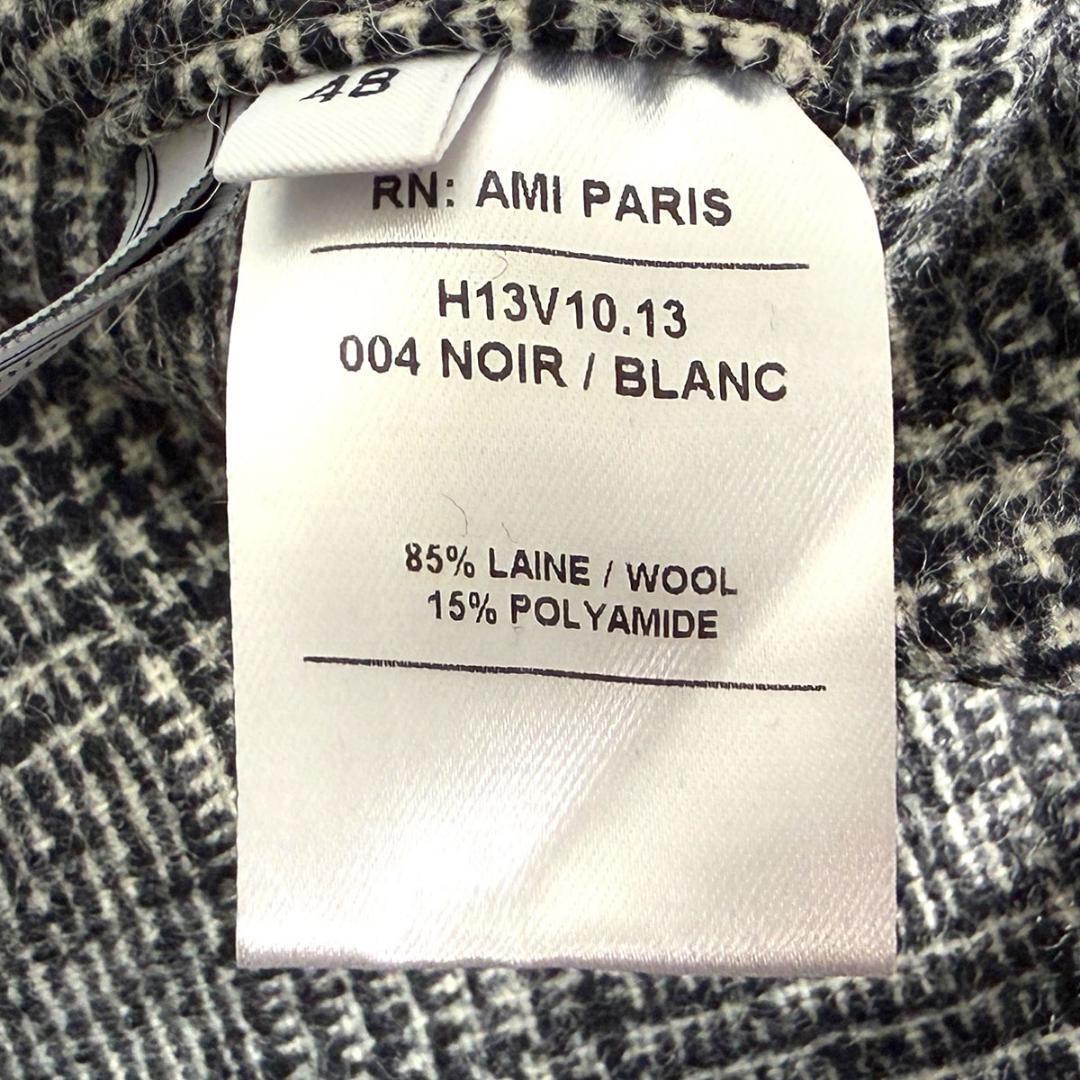 48
RN: AMI PARIS
H13V10.13
004 NOIR / BLANC
85% LAINE / WOOL
15% POLYAMIDE